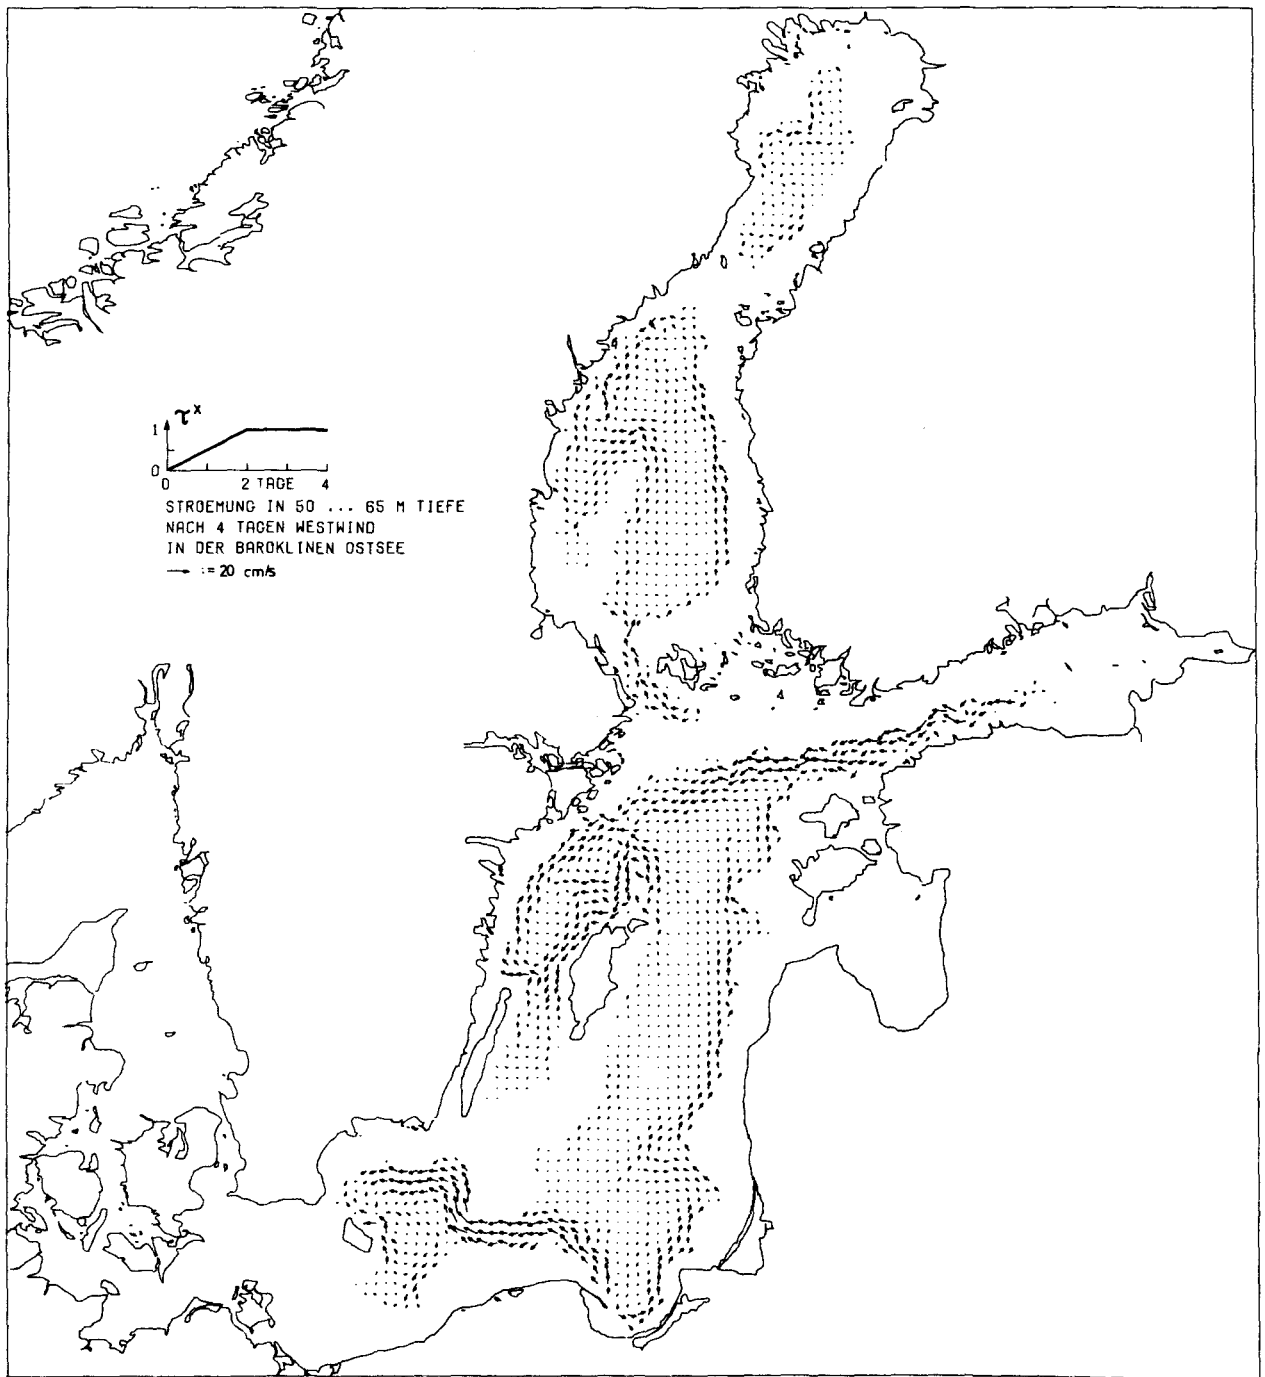 τˣ
1
0
0 2 TAGE 4
STROEMUNG IN 50 ... 65 M TIEFE
NACH 4 TAGEN WESTWIND
IN DER BAROKLINEN OSTSEE
→ := 20 cm/s